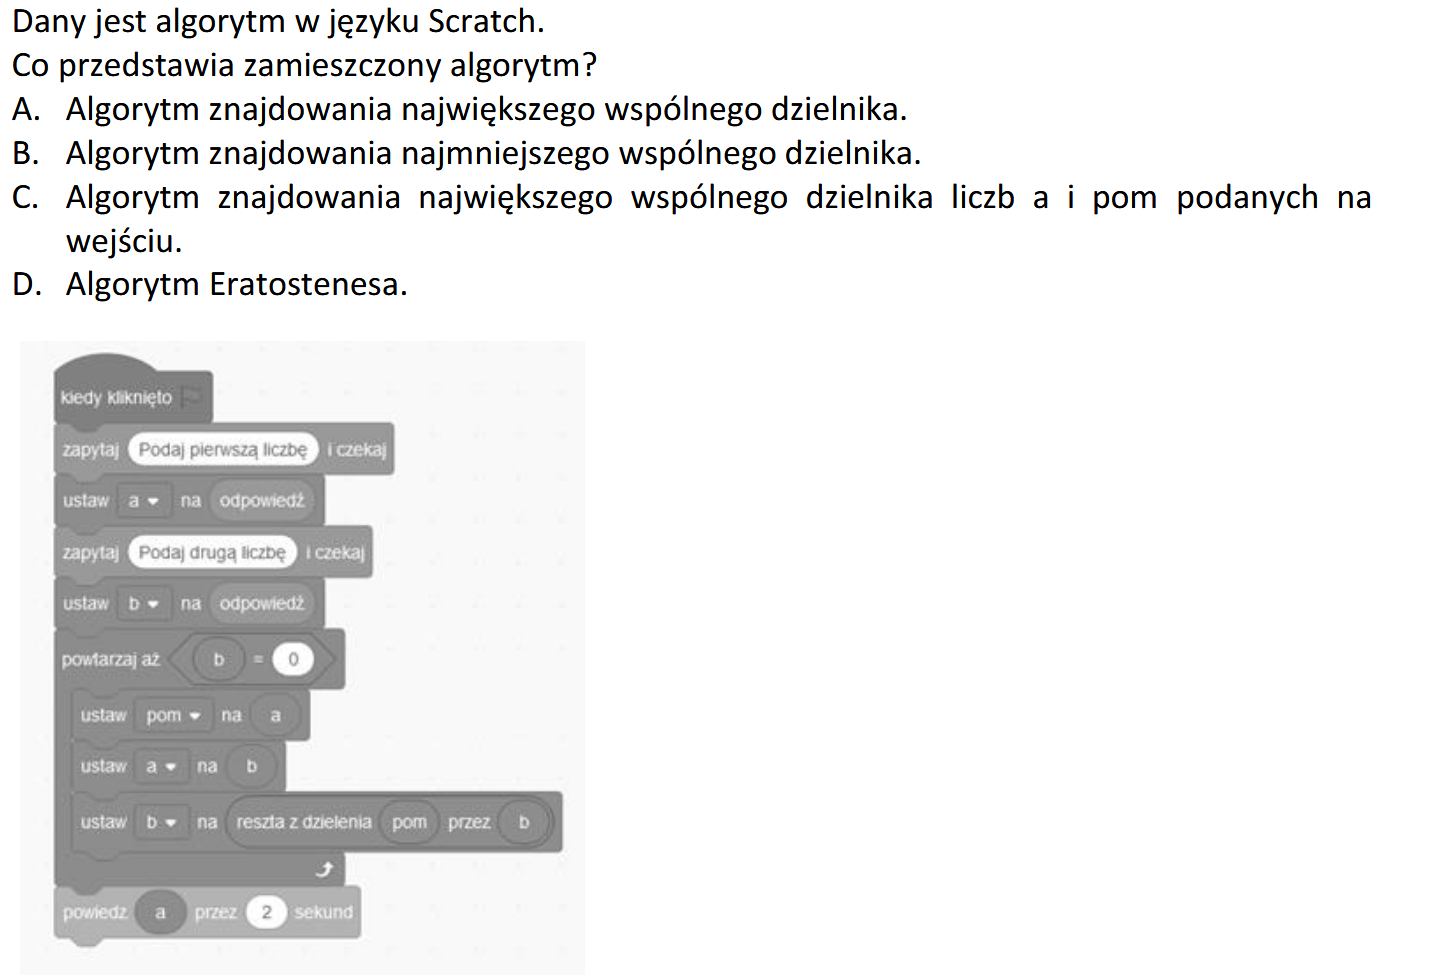 Dany jest algorytm w języku Scratch.
Co przedstawia zamieszczony algorytm?
A. Algorytm znajdowania największego wspólnego dzielnika.
B. Algorytm znajdowania najmniejszego wspólnego dzielnika.
C. Algorytm znajdowania największego wspólnego dzielnika liczb a i pom podanych na
wejściu.
D. Algorytm Eratostenesa.
kiedy kliknięto
zapytaj Podaj pierwszą liczbę i czekaj
ustaw a na odpowiedź
zapytaj Podaj drugą liczbę i czekaj
ustaw b na odpowiedź
powtarzaj aż b = 0
ustaw pom na a
ustaw a na b
ustaw b na reszta z dzielenia pom przez b
powiedz a przez 2 sekund